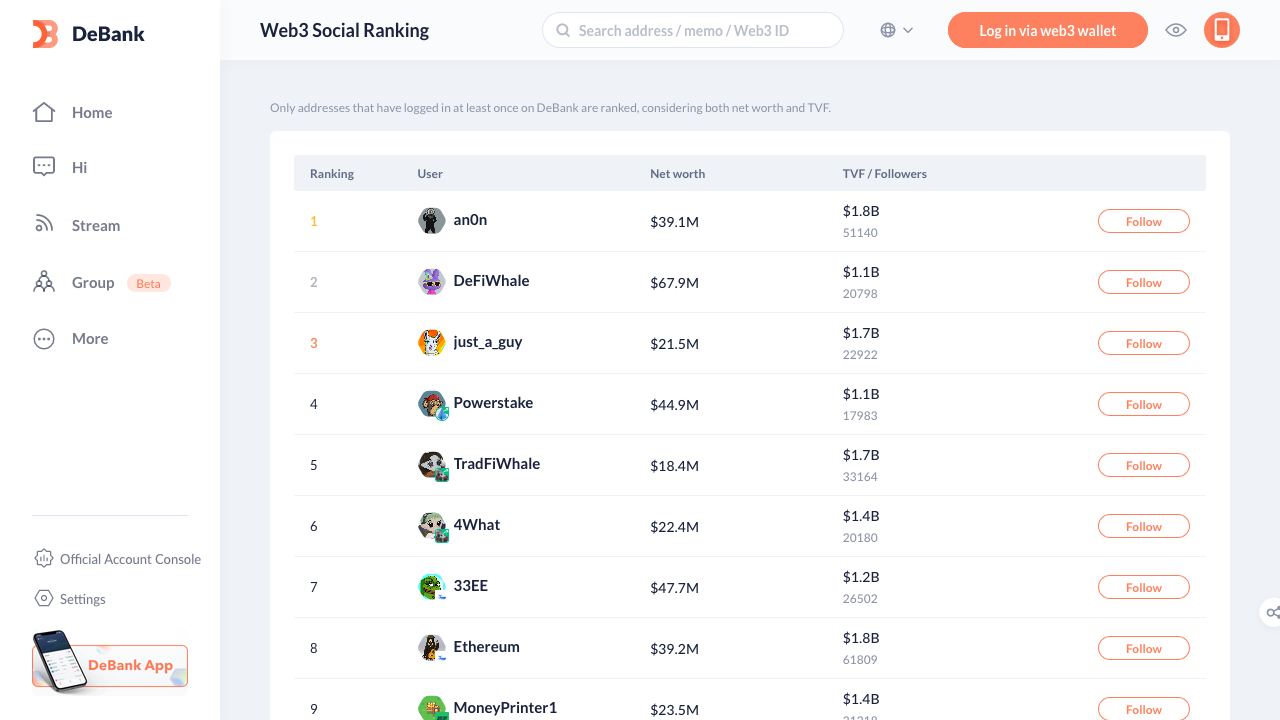 DeBank
Web3 Social Ranking
Search address / memo / Web3 ID
Log in via web3 wallet
Home
Hi
Stream
Group
Beta
More
Official Account Console
Settings
DeBank App
Only addresses that have logged in at least once on DeBank are ranked, considering both net worth and TVF.
Ranking User Net worth TVF / Followers
1 an0n $39.1M $1.8B
51140
Follow
2 DeFiWhale $67.9M $1.1B
20798
Follow
3 just_a_guy $21.5M $1.7B
22922
Follow
4 Powerstake $44.9M $1.1B
17983
Follow
5 TradFiWhale $18.4M $1.7B
33164
Follow
6 4What $22.4M $1.4B
20180
Follow
7 33EE $47.7M $1.2B
26502
Follow
8 Ethereum $39.2M $1.8B
61809
Follow
9 MoneyPrinter1 $23.5M $1.4B
Follow